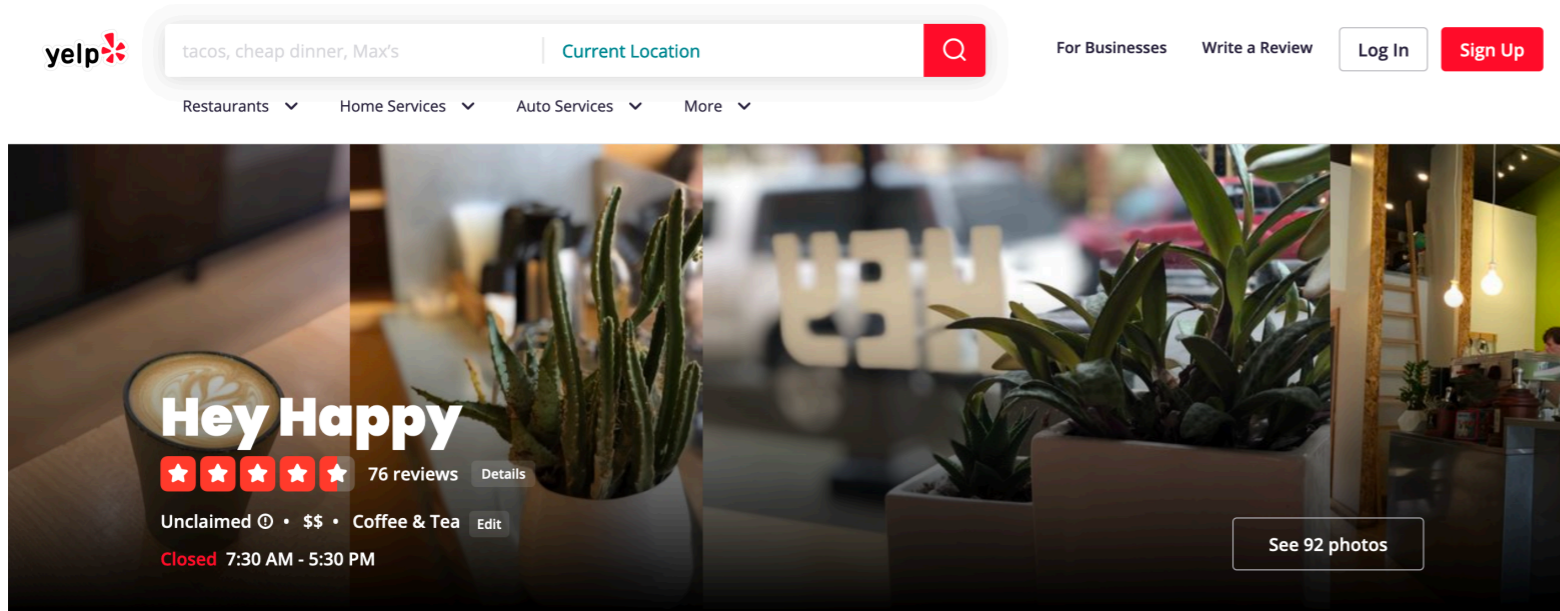 yelp
tacos, cheap dinner, Max's
Current Location
For Businesses
Write a Review
Log In
Sign Up
Restaurants
Home Services
Auto Services
More
Hey Happy
76 reviews
Details
Unclaimed • $$ • Coffee & Tea
Edit
Closed 7:30 AM - 5:30 PM
See 92 photos